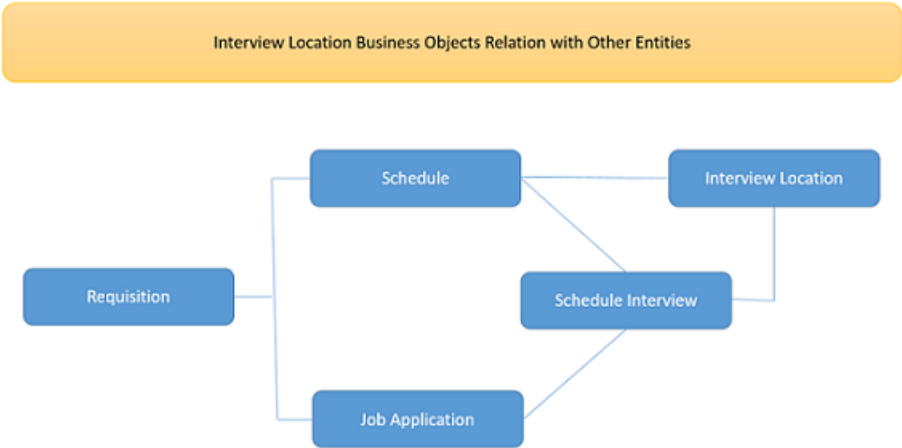 Interview Location Business Objects Relation with Other Entities
Schedule
Interview Location
Requisition
Schedule Interview
Job Application